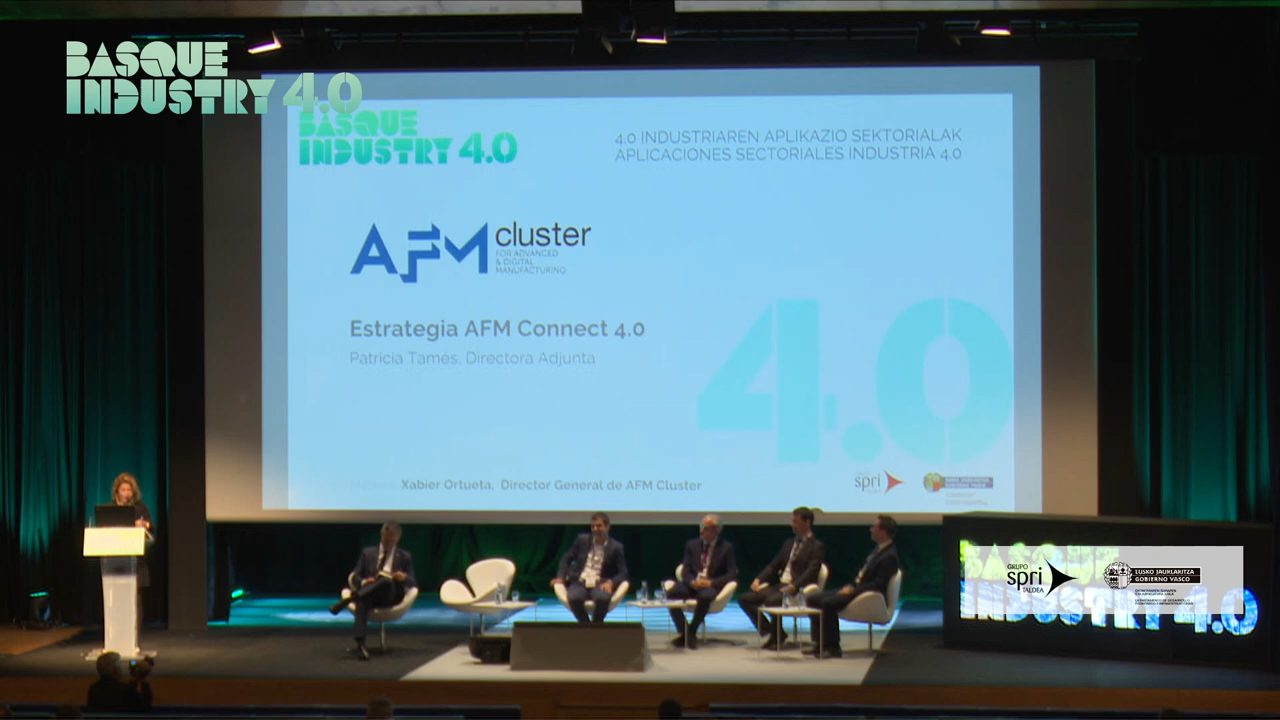 BASQUE
INDUSTRY 4.0
BASQUE
INDUSTRY 4.0
4.0 INDUSTRIAREN APLIKAZIO SEKTORIALAK
APLICACIONES SECTORIALES INDUSTRIA 4.0
AFM cluster
FOR ADVANCED
& DIGITAL
MANUFACTURING
Estrategia AFM Connect 4.0
Patricia Tamés, Directora Adjunta
4.0
Xabier Ortueta, Director General de AFM Cluster
spri
BASQUE
INDUSTRY 4.0
GRUPO
spri
TALDEA
EUSKO JAURLARITZA
GOBIERNO VASCO